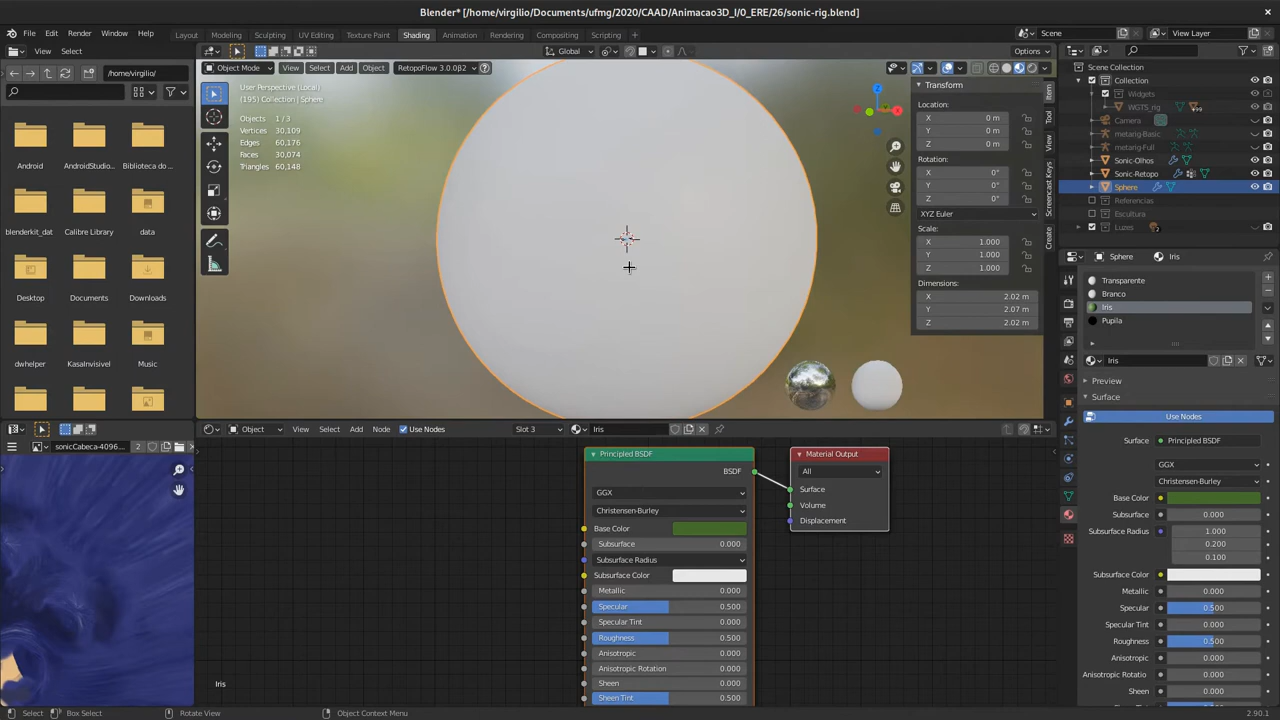 Blender* [/home/virgilio/Documents/ufmg/2020/CAAD/Animacao3D_I/0_ERE/26/sonic-rig.blend]
File Edit Render Window Help
Layout Modeling Sculpting UV Editing Texture Paint Shading Animation Rendering Compositing Scripting
Scene View Layer
View Select
Global
Options
/home/virgilio/
Object Mode View Select Add Object RetopoFlow 3.0.0β2
User Perspective (Local)
(195) Collection | Sphere
Objects 1 / 3
Vertices 30,109
Edges 60,176
Faces 30,074
Triangles 60,148
Android
AndroidStudio...
Biblioteca do ...
blenderkit_dat
Calibre Library
data
Desktop
Documents
Downloads
dwhelper
KasaInvisivel
Music
Transform
Location:
X 0 m
Y 0 m
Z 0 m
Rotation:
X 0°
Y 0°
Z 0°
XYZ Euler
Scale:
X 1.000
Y 1.000
Z 1.000
Dimensions:
X 2.02 m
Y 2.07 m
Z 2.02 m
Item
Tool
View
Screencast Keys
Create
Scene Collection
Collection
Widgets
WGTS_rig 99
Camera
metarig-Basic
metarig-Full
Sonic-Olhos
Sonic-Retopo
Sphere
Referencias
Escultura
Luzes 2
Sphere Iris
Transparente
Branco
Iris
Pupila
Iris
Preview
Surface
Use Nodes
Surface Principled BSDF
GGX
Christensen-Burley
Base Color
Subsurface 0.000
Subsurface Radius 1.000
0.200
0.100
Subsurface Color
Metallic 0.000
Specular 0.500
Specular Tint 0.000
Roughness 0.500
Anisotropic 0.000
Anisotropic Rotatio 0.000
Sheen 0.000
Object View Select Add Node Use Nodes Slot 3 Iris
sonicCabeca-4096... 2
Principled BSDF
BSDF
GGX
Christensen-Burley
Base Color
Subsurface 0.000
Subsurface Radius
Subsurface Color
Metallic 0.000
Specular 0.500
Specular Tint 0.000
Roughness 0.500
Anisotropic 0.000
Anisotropic Rotation 0.000
Sheen 0.000
Sheen Tint 0.500
Material Output
All
Surface
Volume
Displacement
Iris
Select Box Select Rotate View Object Context Menu 2.90.1